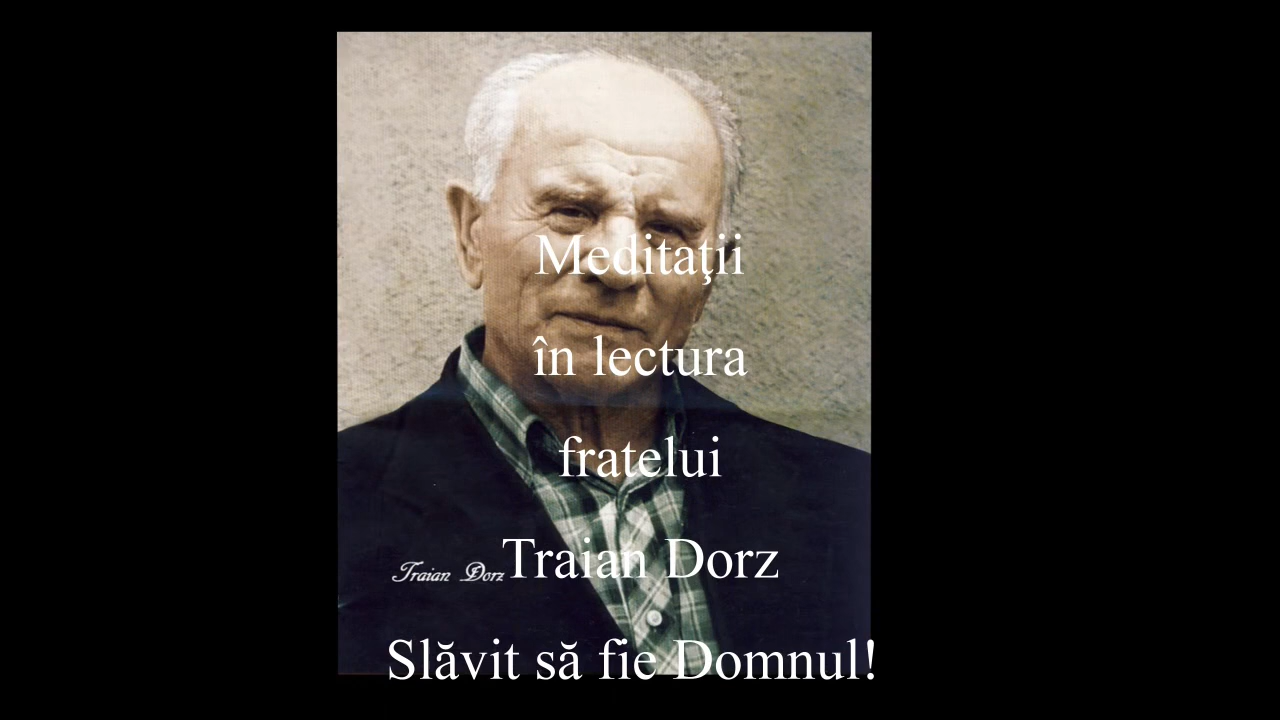 Meditaţii
în lectura
fratelui
Traian Dorz
Traian Dorz
Slăvit să fie Domnul!